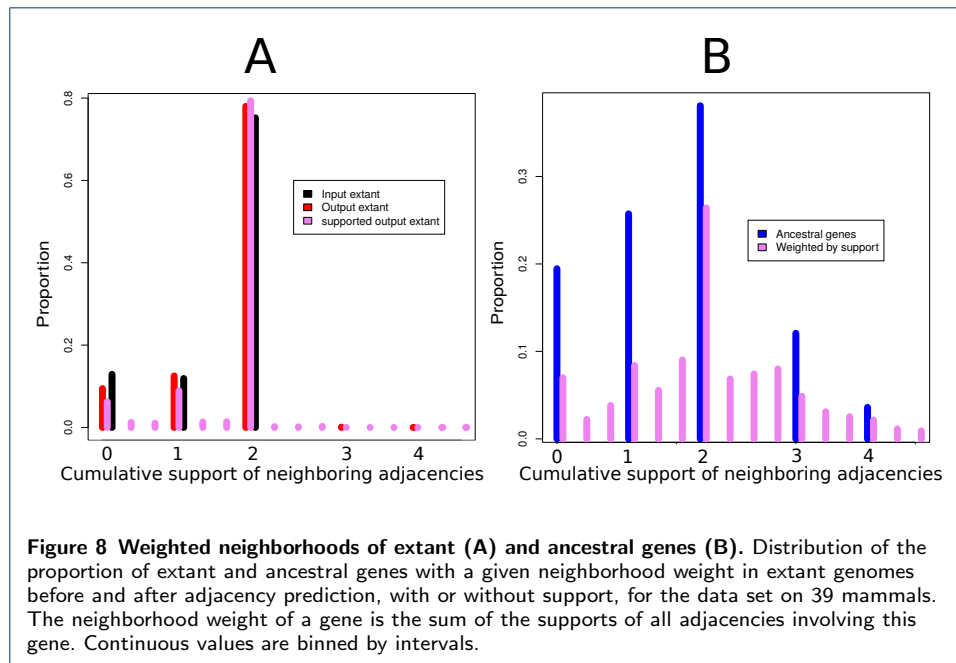 A
B
0.8
0.6
0.4
0.2
0.0
Proportion
Input extant
Output extant
supported output extant
0 1 2 3 4
Cumulative support of neighboring adjacencies
0.3
0.2
0.1
0.0
Proportion
Ancestral genes
Weighted by support
0 1 2 3 4
Cumulative support of neighboring adjacencies
Figure 8 Weighted neighborhoods of extant (A) and ancestral genes (B). Distribution of the
proportion of extant and ancestral genes with a given neighborhood weight in extant genomes
before and after adjacency prediction, with or without support, for the data set on 39 mammals.
The neighborhood weight of a gene is the sum of the supports of all adjacencies involving this
gene. Continuous values are binned by intervals.